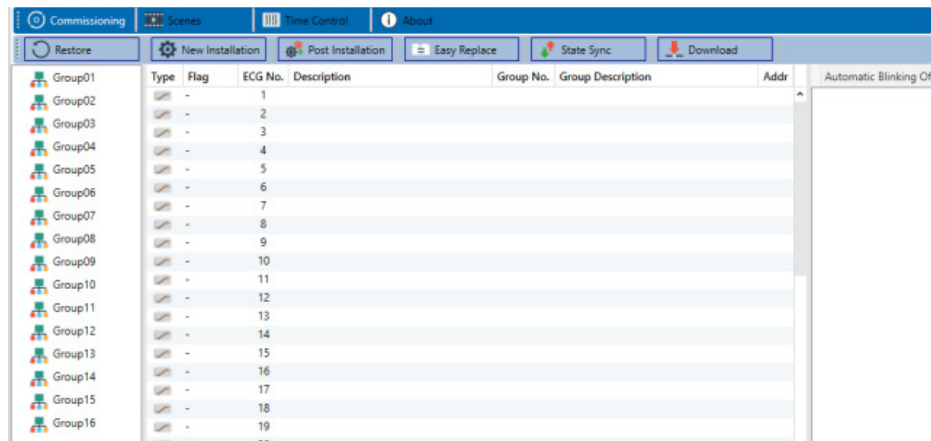 Commissioning Scenes Time Control About
Restore New Installation Post Installation Easy Replace State Sync Download
Group01
Group02
Group03
Group04
Group05
Group06
Group07
Group08
Group09
Group10
Group11
Group12
Group13
Group14
Group15
Group16
Type Flag ECG No. Description Group No. Group Description Addr
- 1
- 2
- 3
- 4
- 5
- 6
- 7
- 8
- 9
- 10
- 11
- 12
- 13
- 14
- 15
- 16
- 17
- 18
- 19
Automatic Blinking Of